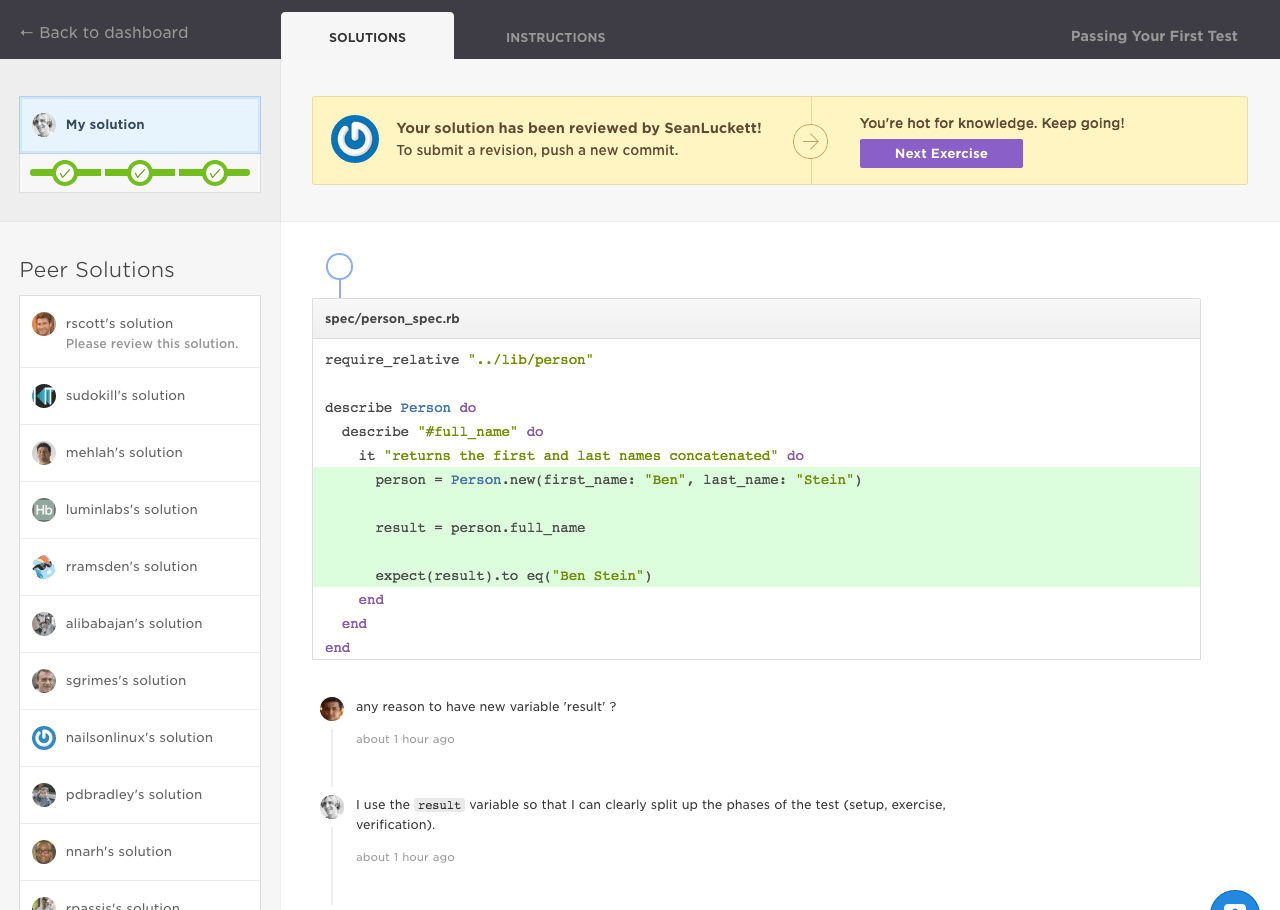 ← Back to dashboard
SOLUTIONS
INSTRUCTIONS
Passing Your First Test
My solution
Your solution has been reviewed by SeanLuckett!
To submit a revision, push a new commit.
You're hot for knowledge. Keep going!
Next Exercise
Peer Solutions
rscott's solution
Please review this solution.
sudokill's solution
mehlah's solution
Hb
luminlabs's solution
rramsden's solution
alibabajan's solution
sgrimes's solution
nailsonlinux's solution
pdbradley's solution
nnarh's solution
rpassis's solution
spec/person_spec.rb
require_relative "../lib/person"
describe Person do
  describe "#full_name" do
    it "returns the first and last names concatenated" do
      person = Person.new(first_name: "Ben", last_name: "Stein")
      result = person.full_name
      expect(result).to eq("Ben Stein")
    end
  end
end
any reason to have new variable 'result' ?
about 1 hour ago
I use the result variable so that I can clearly split up the phases of the test (setup, exercise,
verification).
about 1 hour ago